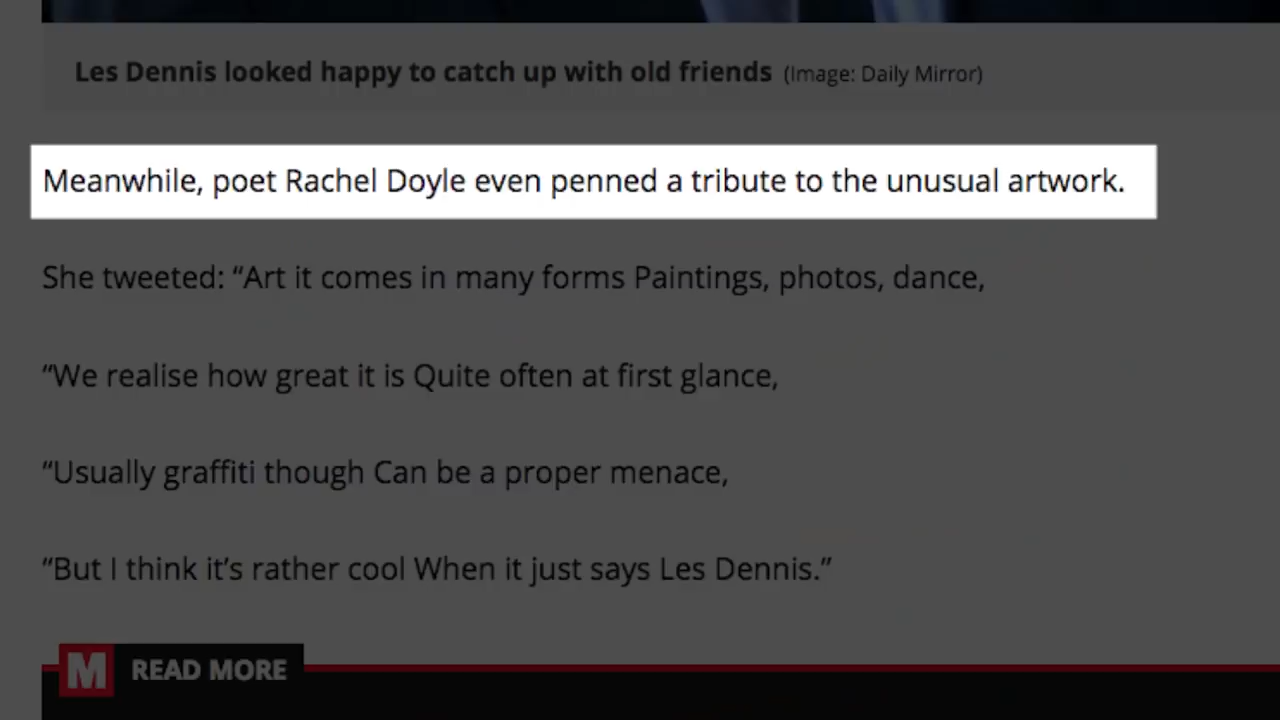 Les Dennis looked happy to catch up with old friends (Image: Daily Mirror)
Meanwhile, poet Rachel Doyle even penned a tribute to the unusual artwork.
She tweeted: “Art it comes in many forms Paintings, photos, dance,
“We realise how great it is Quite often at first glance,
“Usually graffiti though Can be a proper menace,
“But I think it’s rather cool When it just says Les Dennis.”
M READ MORE